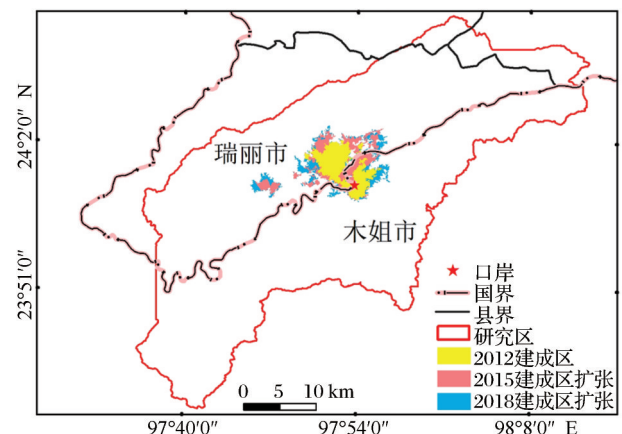 24°2′0″ N
23°51′0″
瑞丽市
木姐市
口岸
国界
县界
研究区
2012建成区
2015建成区扩张
2018建成区扩张
0 5 10 km
97°40′0″ 97°54′0″ 98°8′0″ E